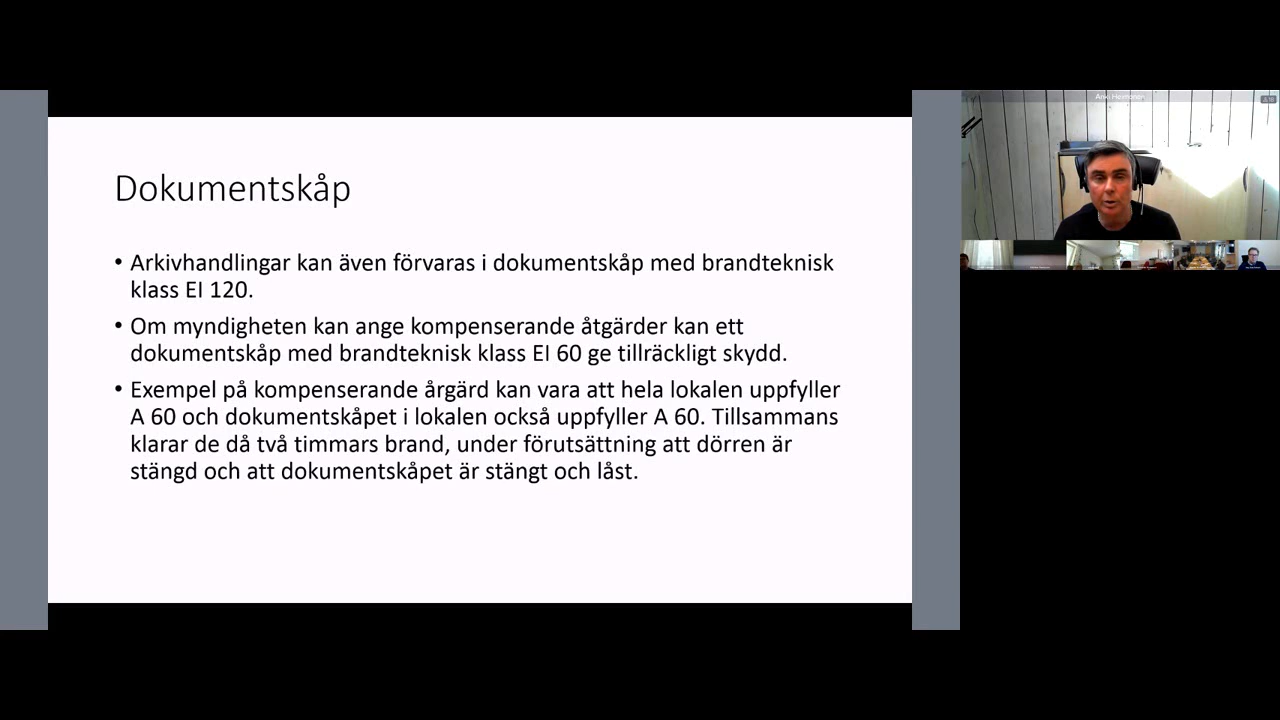 Dokumentskåp
• Arkivhandlingar kan även förvaras i dokumentskåp med brandteknisk
klass EI 120.
• Om myndigheten kan ange kompenserande åtgärder kan ett
dokumentskåp med brandteknisk klass EI 60 ge tillräckligt skydd.
• Exempel på kompenserande årgärd kan vara att hela lokalen uppfyller
A 60 och dokumentskåpet i lokalen också uppfyller A 60. Tillsammans
klarar de då två timmars brand, under förutsättning att dörren är
stängd och att dokumentskåpet är stängt och låst.